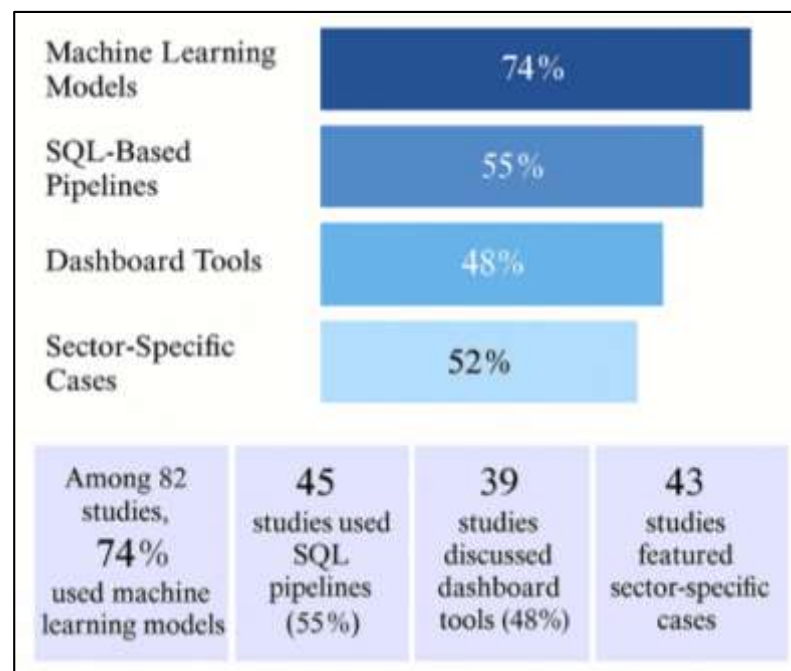 Machine Learning
Models
74%
SQL-Based
Pipelines
55%
Dashboard Tools
48%
Sector-Specific
Cases
52%
Among 82
studies,
74%
used machine
learning models
45
studies used
SQL
pipelines
(55%)
39
studies
discussed
dashboard
tools (48%)
43
studies
featured
sector-specific
cases